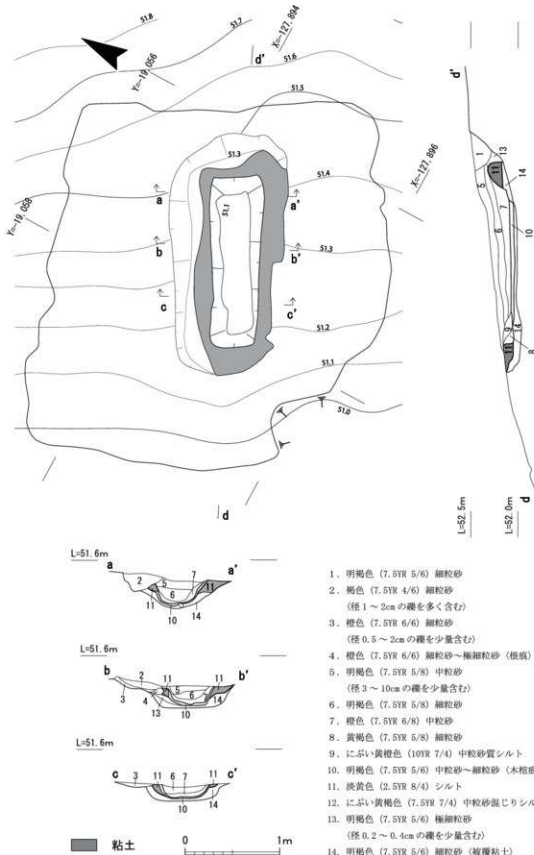 51.8
51.7
X=-127.894
51.6
d'
Y=-19.056
51.5
51.3
X=-127.896
51.4
51.1
a
a'
Y=-19.058
b
b'
51.3
c
c'
51.2
51.1
51.0
d
d'
1
13
11
14
5
7
6
10
9
14
11
8
d
L=52.5m
L=52.0m
L=51.6m
a
a'
2
5
7
6
11
11
10
14
L=51.6m
b
b'
2
11
5
11
3
4
6
13
14
10
L=51.6m
c
c'
3
11
6
7
11
10
14
粘土
0
1m
1. 明褐色 (7.5YR 5/6) 細粒砂
2. 褐色 (7.5YR 4/6) 細粒砂
(径 1 ~ 2cm の礫を多く含む)
3. 橙色 (7.5YR 6/6) 細粒砂
(径 0.5 ~ 2cm の礫を少量含む)
4. 橙色 (7.5YR 6/6) 細粒砂~極細粒砂 〈根痕〉
5. 明褐色 (7.5YR 5/8) 中粒砂
(径 3 ~ 10cm の礫を少量含む)
6. 明褐色 (7.5YR 5/8) 細粒砂
7. 橙色 (7.5YR 6/8) 中粒砂
8. 黄褐色 (7.5YR 5/8) 細粒砂
9. にぶい黄橙色 (10YR 7/4) 中粒砂質シルト
10. 明褐色 (7.5YR 5/6) 中粒砂~細粒砂 〈木棺痕
11. 淡黄色 (2.5YR 8/4) シルト
12. にぶい黄褐色 (7.5YR 7/4) 中粒砂混じりシル
13. 明褐色 (7.5YR 5/6) 極細粒砂
(径 0.2 ~ 0.4cm の礫を少量含む)
14. 明褐色 (7.5YR 5/6) 細粒砂 〈被覆粘土〉